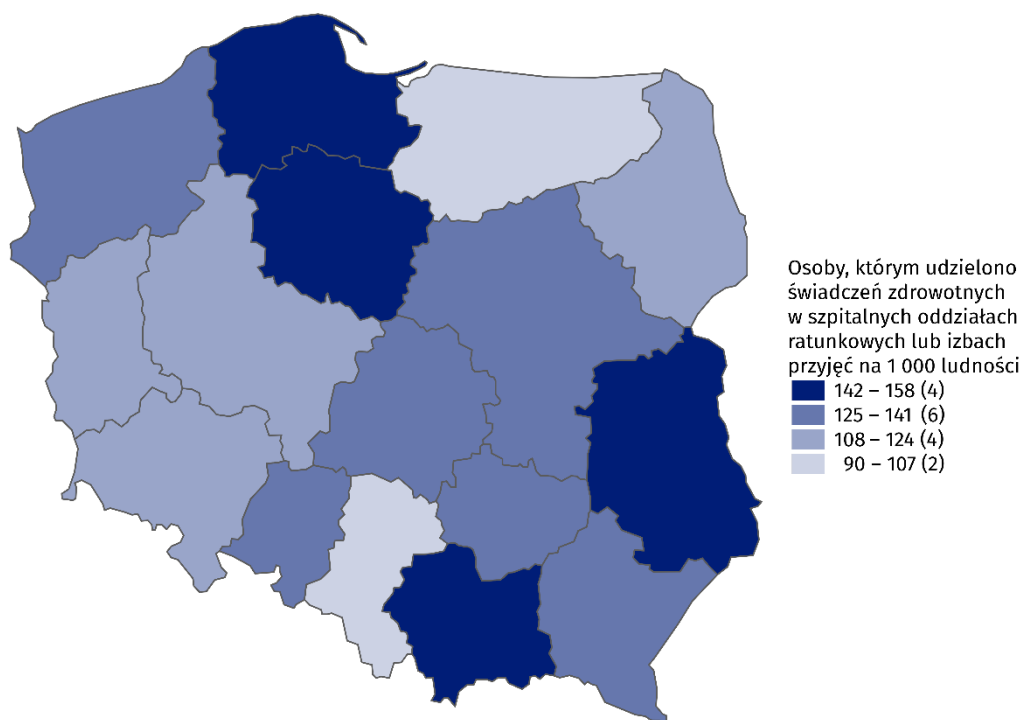 Osoby, którym udzielono
świadczeń zdrowotnych
w szpitalnych oddziałach
ratunkowych lub izbach
przyjęć na 1 000 ludności
142 – 158 (4)
125 – 141 (6)
108 – 124 (4)
90 – 107 (2)